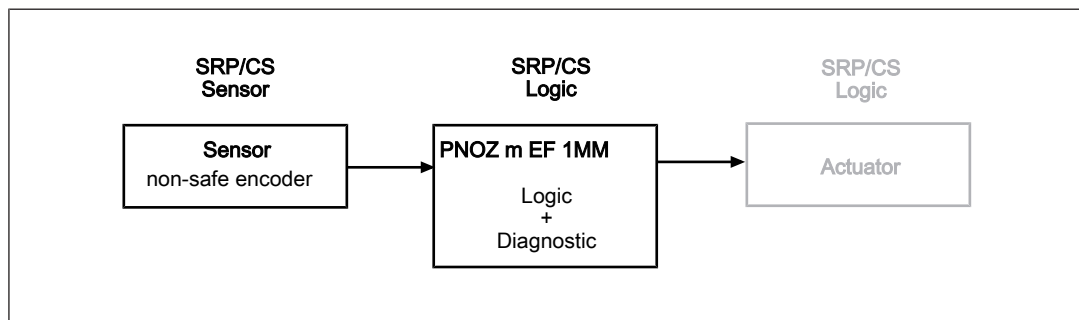 SRP/CS
Sensor
SRP/CS
Logic
SRP/CS
Logic
Sensor
non-safe encoder
PNOZ m EF 1MM
Logic
+
Diagnostic
Actuator